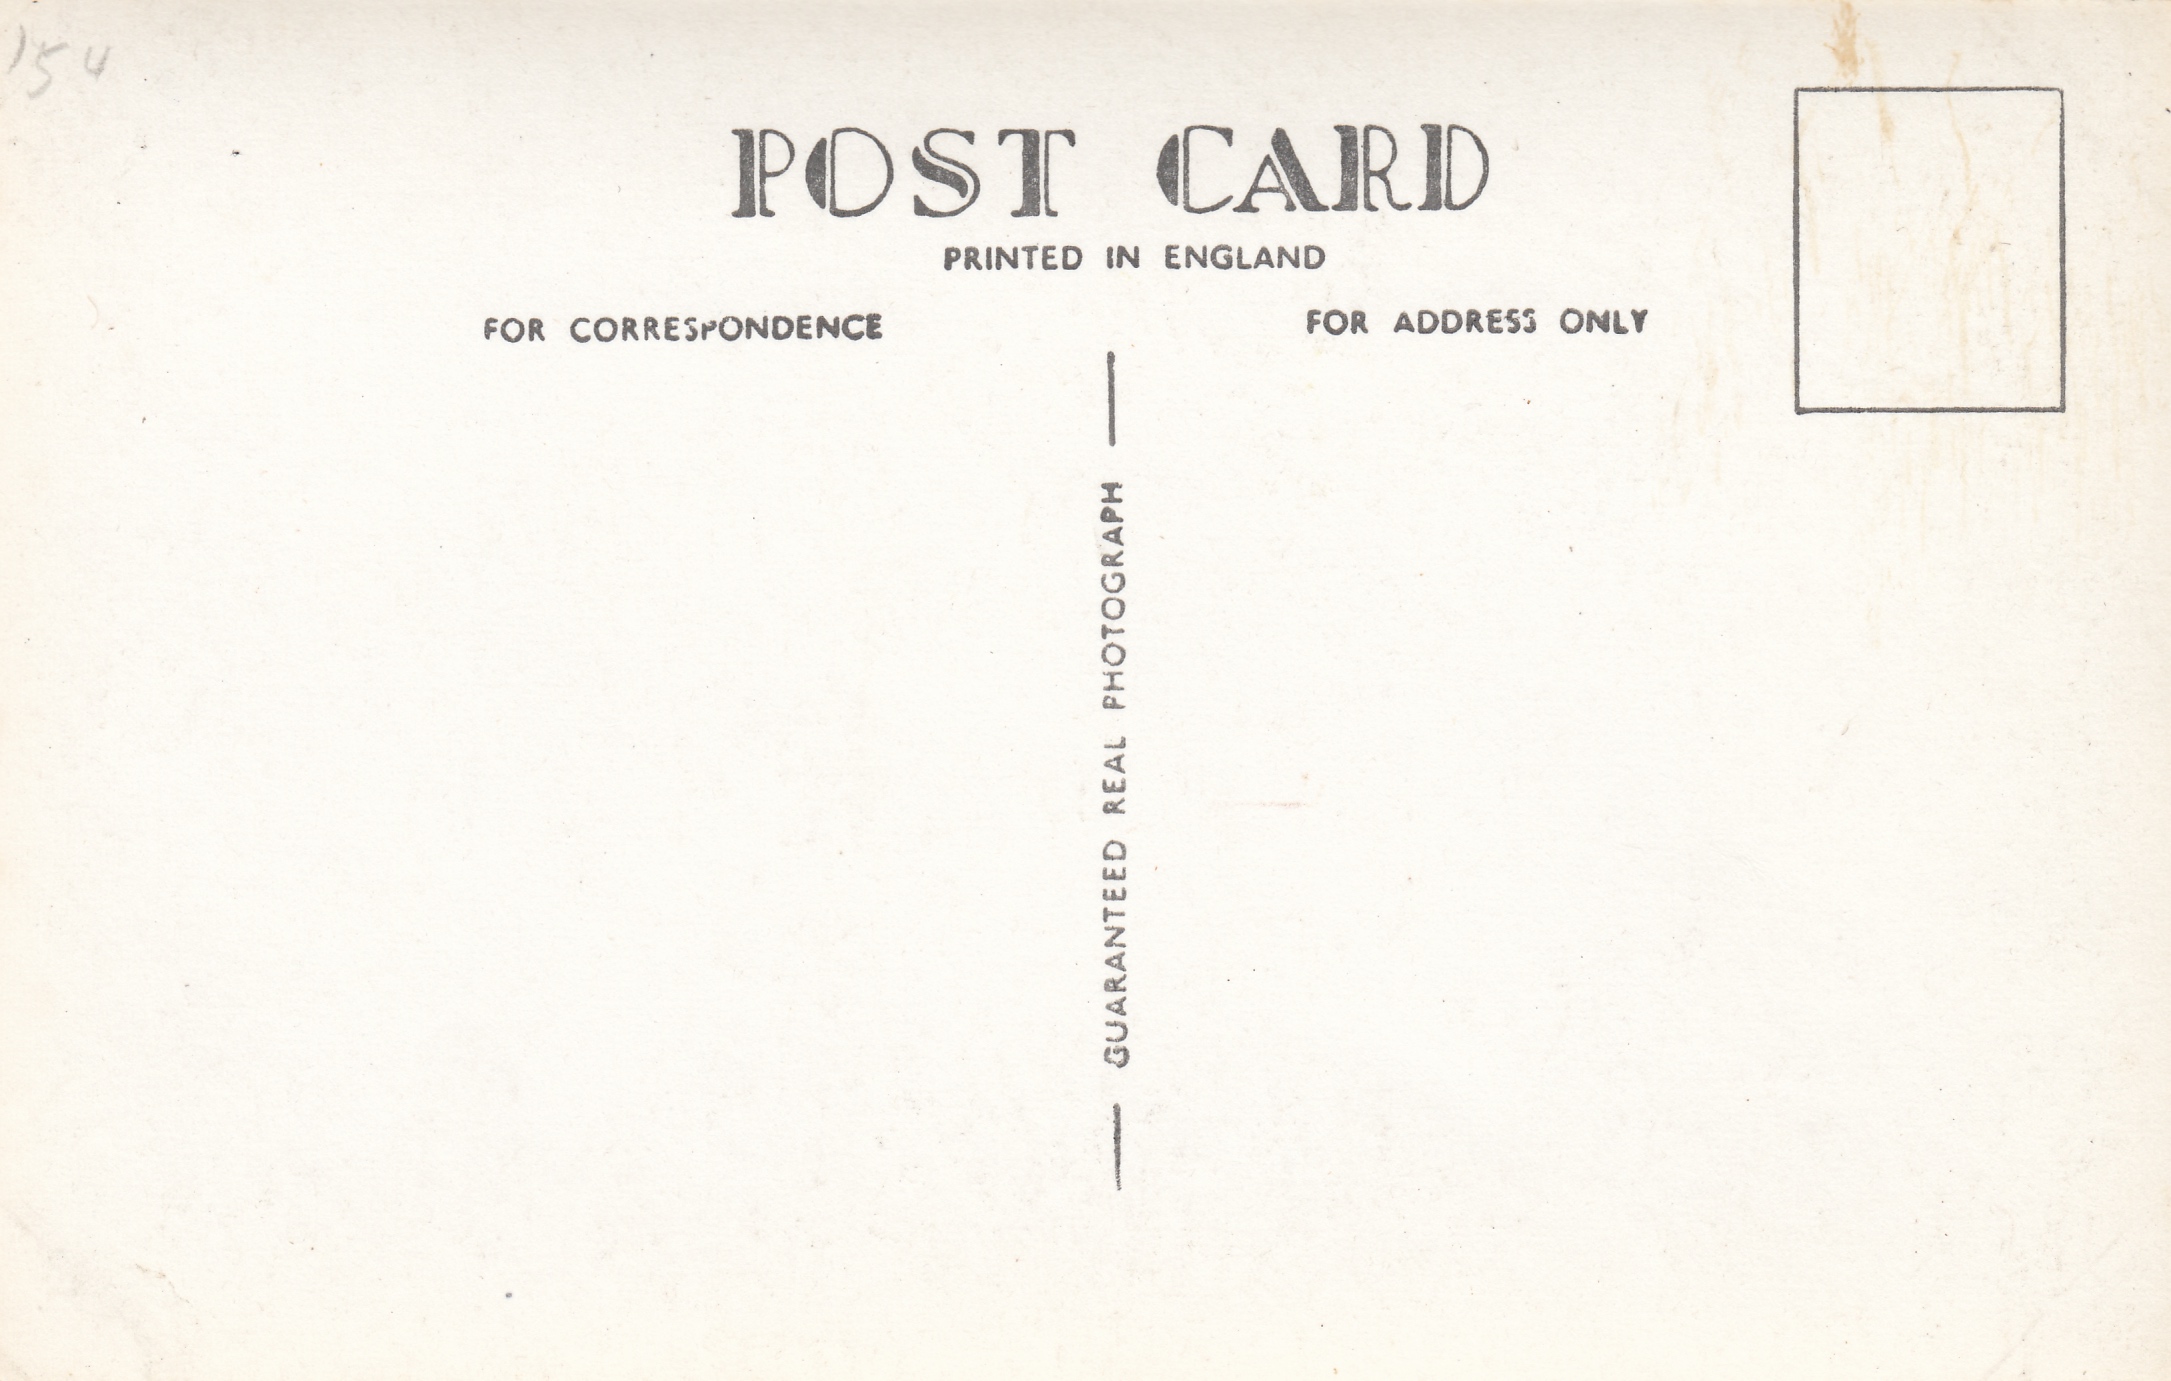 154
POST CARD
PRINTED IN ENGLAND
FOR CORRESPONDENCE
FOR ADDRESS ONLY
GUARANTEED REAL PHOTOGRAPH